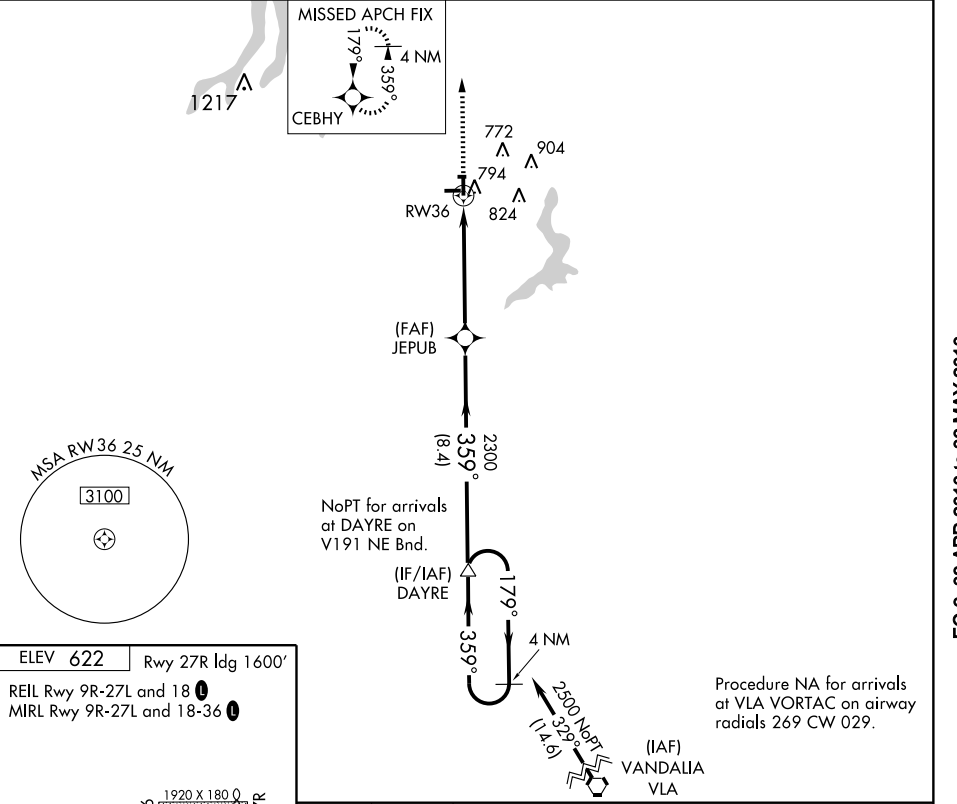 MISSED APCH FIX
179°
4 NM
359°
CEBHY
1217
772
904
794
RW36
824
(FAF)
JEPUB
2300
359°
(8.4)
MSA RW36 25 NM
3100
NoPT for arrivals
at DAYRE on
V191 NE Bnd.
(IF/IAF)
DAYRE
179°
359°
4 NM
2500 NoPT
329°
(14.6)
(IAF)
VANDALIA
VLA
Procedure NA for arrivals
at VLA VORTAC on airway
radials 269 CW 029.
ELEV 622
Rwy 27R ldg 1600'
REIL Rwy 9R-27L and 18 L
MIRL Rwy 9R-27L and 18-36 L
1920 X 180